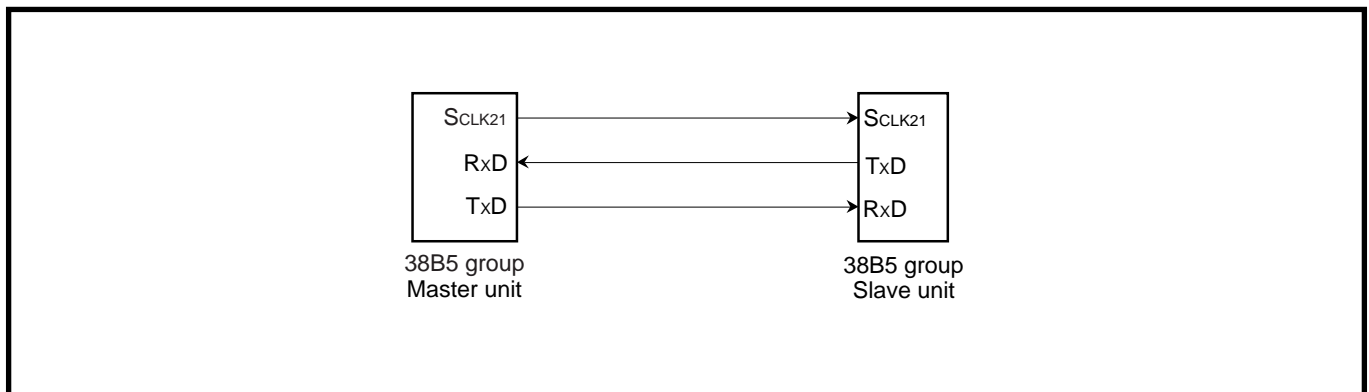 SCLK21
RxD
TxD
38B5 group
Master unit
SCLK21
TxD
RxD
38B5 group
Slave unit